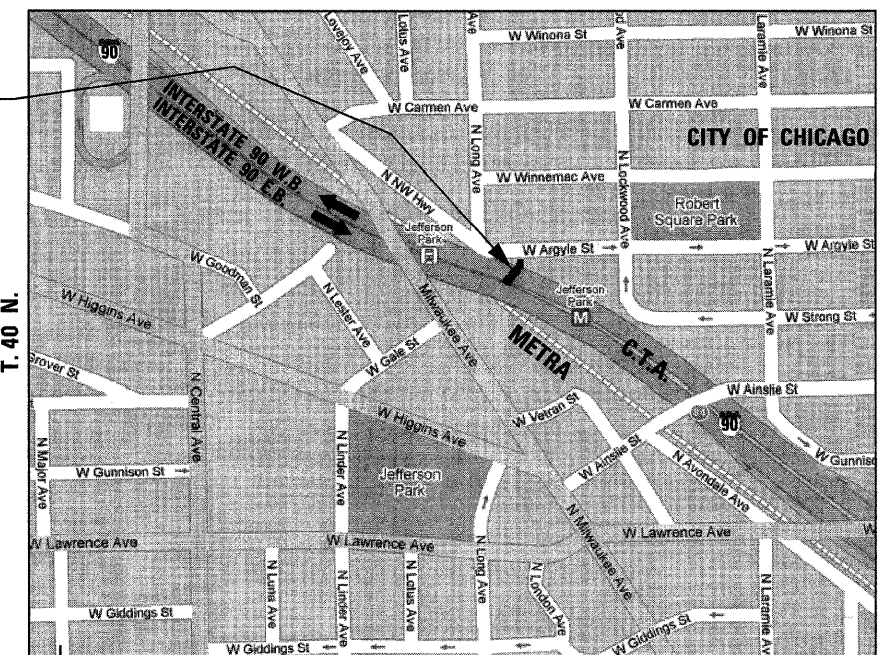 90
Lovejoy Ave
Lotus Ave
Ave
W Winona St
d Ave
Laramie Ave
W Winona St
INTERSTATE 90 W.B.
INTERSTATE 90 E.B.
W Carmen Ave
W Carmen Ave
CITY OF CHICAGO
N NW Hwy
N Long Ave
W Winnemac Ave
N Lockwood Ave
Robert
Square Park
Jefferson
Park
W Argyle St
W Argyle St
W Goodman St
N Laramie Ave
T. 40 N.
W Higgins Ave
N Lester Ave
Milwaukee Ave
Jefferson
Park
M
W Strong St
METRA
C.T.A.
W Gale St
Grover St
N Central Ave
W Ainslie St
W Vetran St
90
W Higgins Ave
N Major Ave
W Gunnison St
N Linder Ave
Jefferson
Park
W Ainslie St
N Avondale Ave
W Gunnis
N Milwaukee Ave
W Lawrence Ave
W Lawrence Ave
W Lawrence Ave
W
N Luna Ave
N Linder Ave
N Lotus Ave
N Long Ave
N London Ave
N Laramie Av
W Giddings St
W Giddings St
W Giddings St